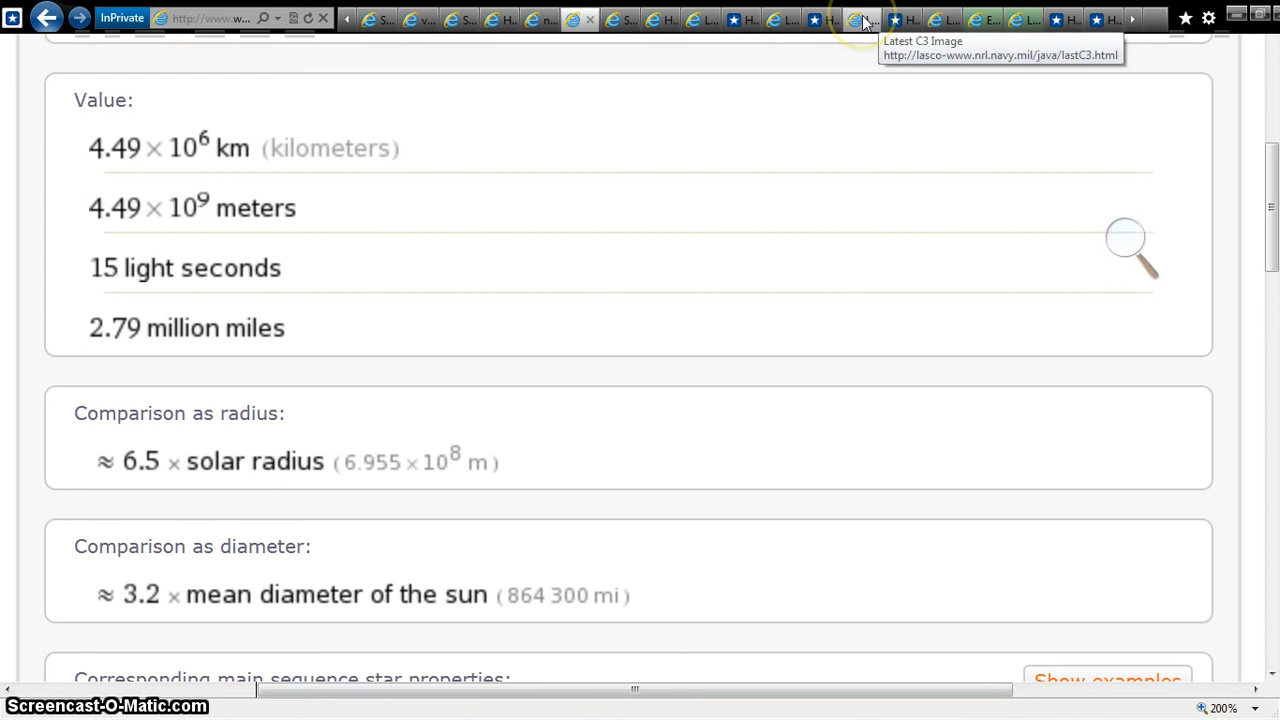 InPrivate http://www.w... S... v... S... H... n... S... H... L... H... L... H... L... H... L... E... L... H... H...
Latest C3 Image
http://lasco-www.nrl.navy.mil/java/lastC3.html
Value:
4.49 × 10⁶ km (kilometers)
4.49 × 10⁹ meters
15 light seconds
2.79 million miles
Comparison as radius:
≈ 6.5 × solar radius (6.955 × 10⁸ m)
Comparison as diameter:
≈ 3.2 × mean diameter of the sun (864 300 mi)
Corresponding main sequence star properties:
Show examples
Screencast-O-Matic.com
200%